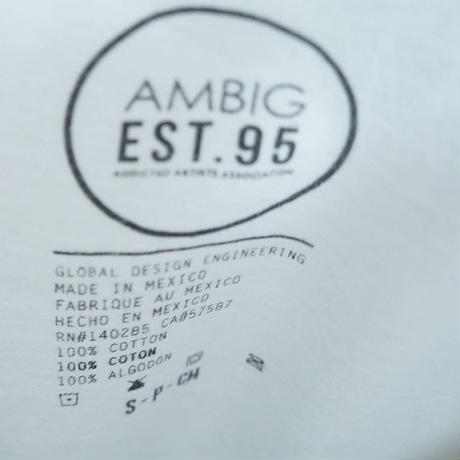 AMBIG
EST.95
ADDICTED ARTISTS ASSOCIATION
GLOBAL DESIGN ENGINEERING
MADE IN MEXICO
FABRIQUE AU MEXICO
HECHO EN MEXICO
RN#140285 CA#57587
100% COTTON
100% COTON
100% ALGODON
S-P-CH